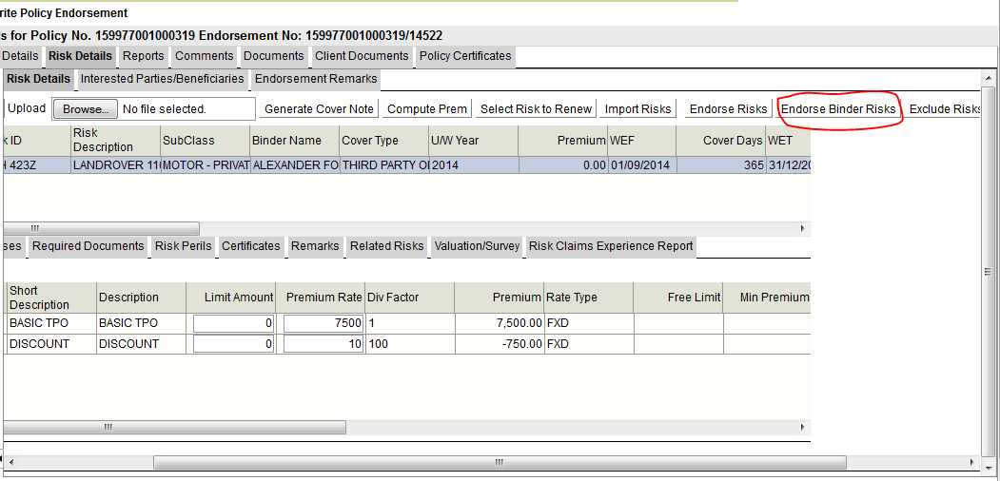 rite Policy Endorsement
s for Policy No. 159977001000319 Endorsement No: 159977001000319/14522
Details Risk Details Reports Comments Documents Client Documents Policy Certificates
Risk Details Interested Parties/Beneficiaries Endorsement Remarks
Upload Browse... No file selected. Generate Cover Note Compute Prem Select Risk to Renew Import Risks Endorse Risks Endorse Binder Risks Exclude Risks
k ID Risk Description SubClass Binder Name Cover Type U/W Year Premium WEF Cover Days WET
H 423Z LANDROVER 110 MOTOR - PRIVAT ALEXANDER FO THIRD PARTY O 2014 0.00 01/09/2014 365 31/12/20
ses Required Documents Risk Perils Certificates Remarks Related Risks Valuation/Survey Risk Claims Experience Report
Short Description Description Limit Amount Premium Rate Div Factor Premium Rate Type Free Limit Min Premium
BASIC TPO BASIC TPO 0 7500 1 7,500.00 FXD
DISCOUNT DISCOUNT 0 10 100 -750.00 FXD